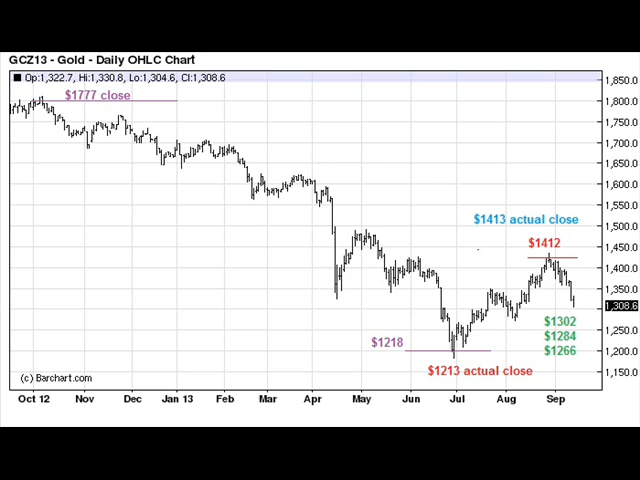 GCZ13 - Gold - Daily OHLC Chart
Op:1,322.7, Hi:1,330.8, Lo:1,304.6, Cl:1,308.6
1,850.0
$1777 close
1,800.0
1,750.0
1,700.0
1,650.0
1,600.0
1,550.0
$1413 actual close
1,500.0
$1412
1,450.0
1,400.0
1,350.0
1,308.6
$1302
$1218
$1284
1,250.0
$1266
1,200.0
$1213 actual close
1,150.0
(c) Barchart.com
Oct 12 Nov Dec Jan 13 Feb Mar Apr May Jun Jul Aug Sep